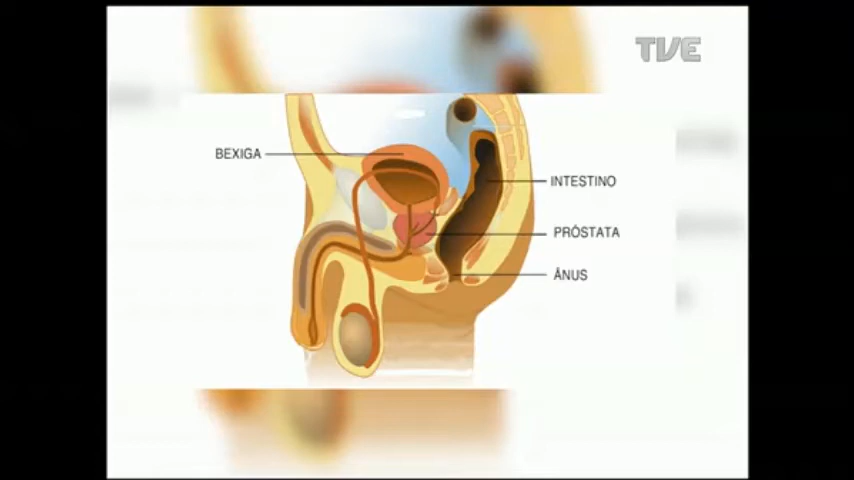 TVE
BEXIGA
INTESTINO
PRÓSTATA
ÂNUS